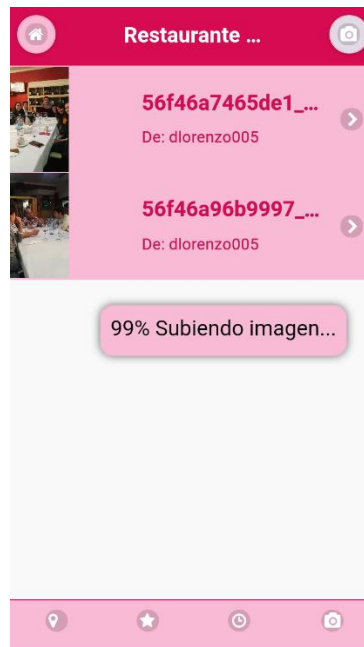 Restaurante ...
56f46a7465de1_...
De: dlorenzo005
56f46a96b9997_...
De: dlorenzo005
99% Subiendo imagen...